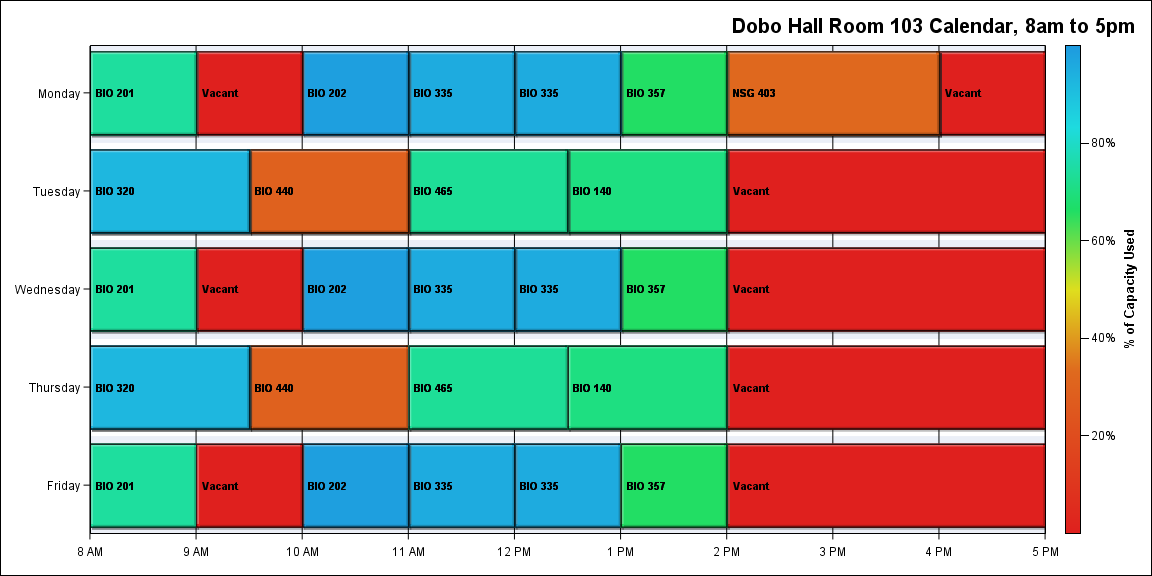 Dobo Hall Room 103 Calendar, 8am to 5pm
Monday
BIO 201
Vacant
BIO 202
BIO 335
BIO 335
BIO 357
NSG 403
Vacant
Tuesday
BIO 320
BIO 440
BIO 465
BIO 140
Vacant
Wednesday
BIO 201
Vacant
BIO 202
BIO 335
BIO 335
BIO 357
Vacant
Thursday
BIO 320
BIO 440
BIO 465
BIO 140
Vacant
Friday
BIO 201
Vacant
BIO 202
BIO 335
BIO 335
BIO 357
Vacant
8 AM
9 AM
10 AM
11 AM
12 PM
1 PM
2 PM
3 PM
4 PM
5 PM
80%
60%
40%
20%
% of Capacity Used